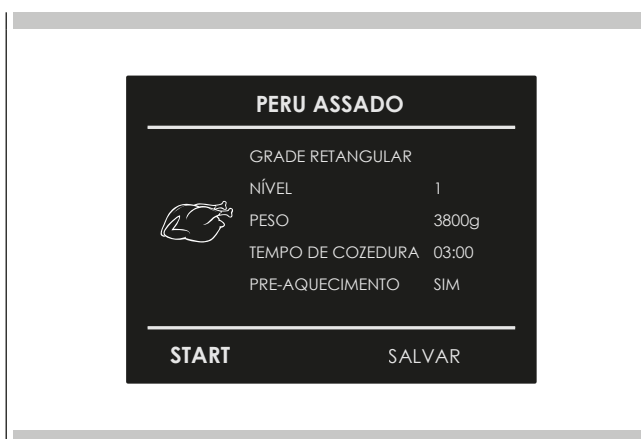 PERU ASSADO
GRADE RETANGULAR
NÍVEL 1
PESO 3800g
TEMPO DE COZEDURA 03:00
PRE-AQUECIMENTO SIM
START SALVAR